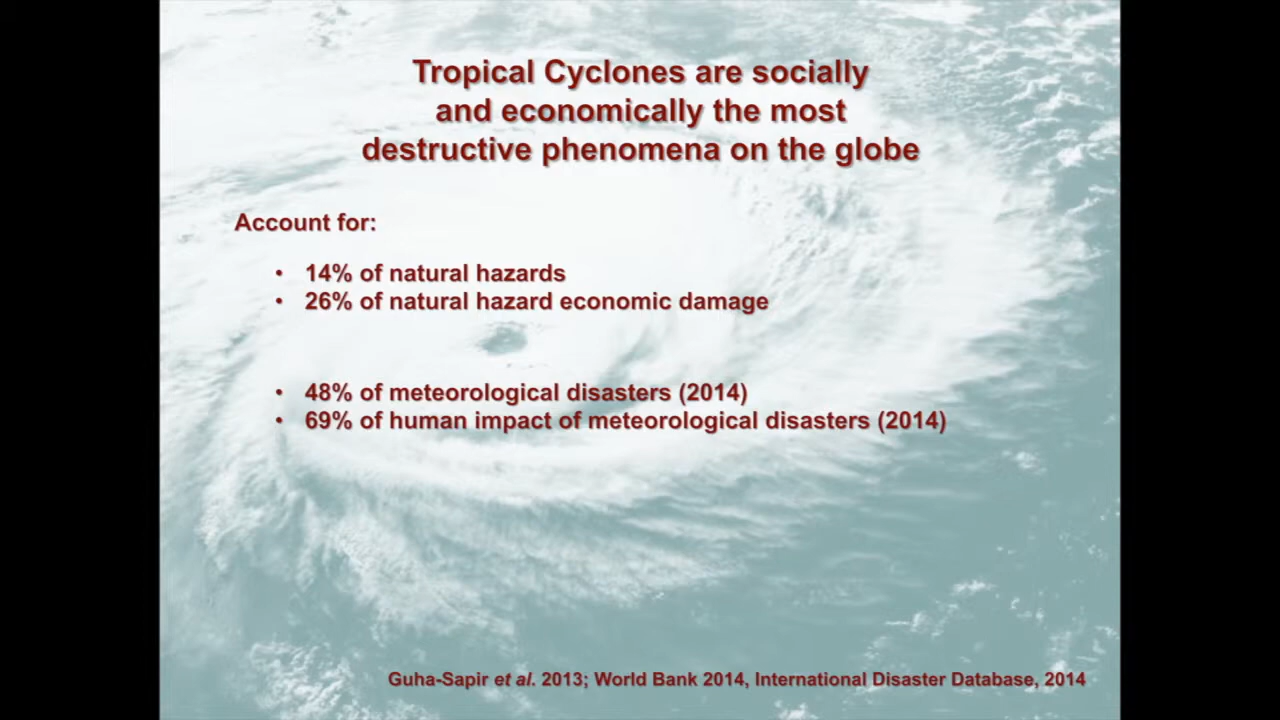 Tropical Cyclones are socially
and economically the most
destructive phenomena on the globe
Account for:
• 14% of natural hazards
• 26% of natural hazard economic damage
• 48% of meteorological disasters (2014)
• 69% of human impact of meteorological disasters (2014)
Guha-Sapir et al. 2013; World Bank 2014, International Disaster Database, 2014